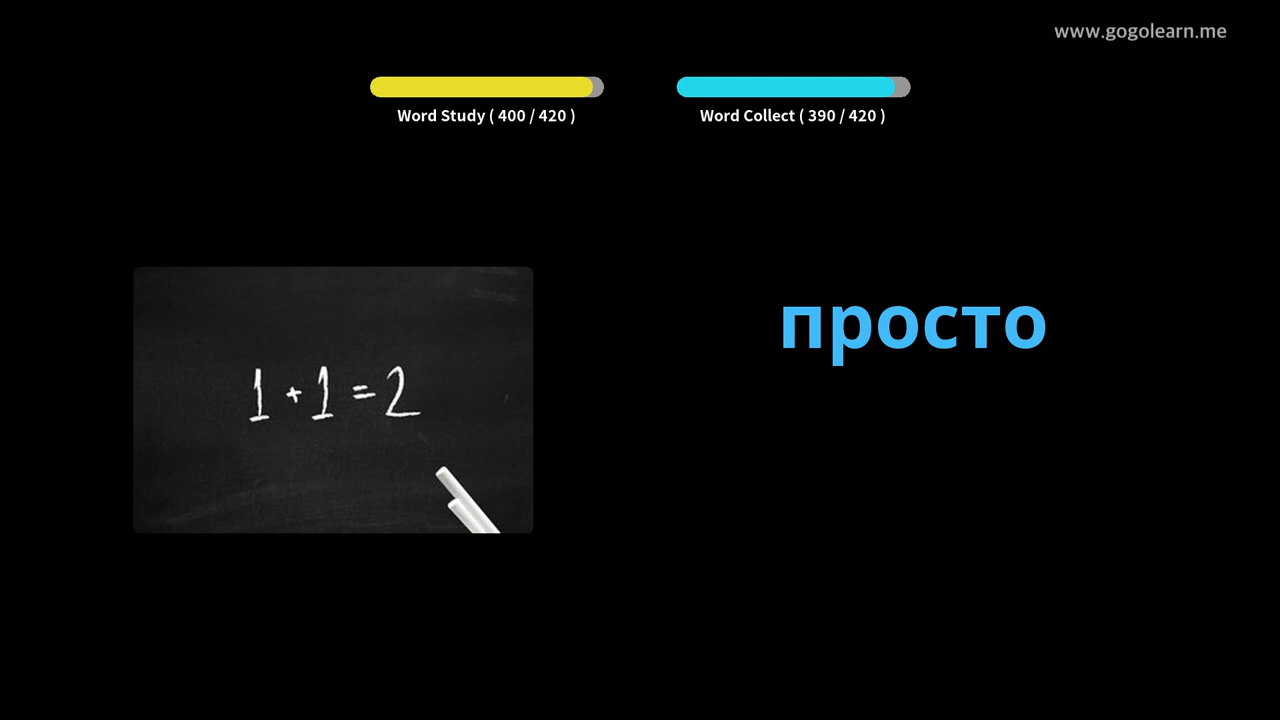 www.gogolearn.me
Word Study ( 400 / 420 )
Word Collect ( 390 / 420 )
1 + 1 = 2
просто